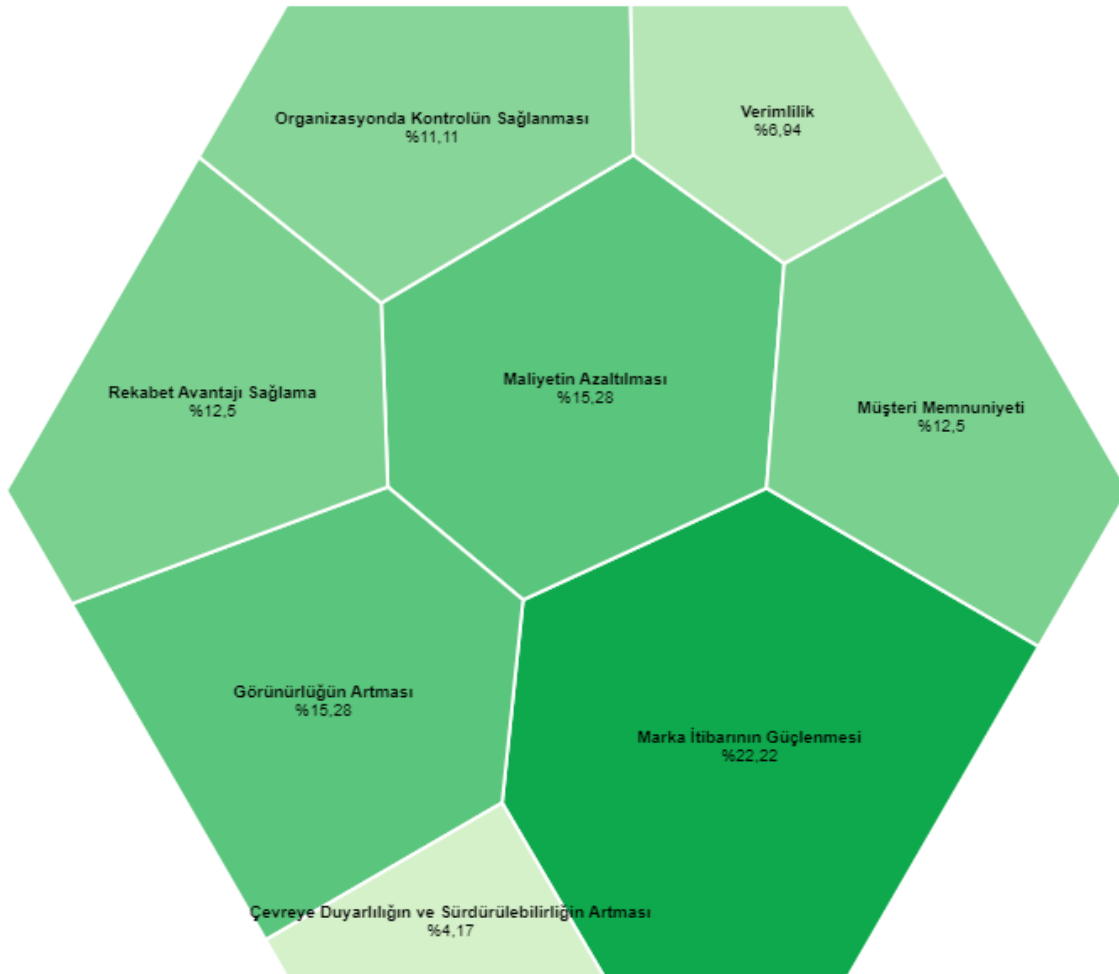 Organizasyonda Kontrolün Sağlanması
%11,11
Verimlilik
%6,94
Rekabet Avantajı Sağlama
%12,5
Maliyetin Azaltılması
%15,28
Müşteri Memnuniyeti
%12,5
Görünürlüğün Artması
%15,28
Marka İtibarının Güçlenmesi
%22,22
Çevreye Duyarlılığın ve Sürdürülebilirliğin Artması
%4,17